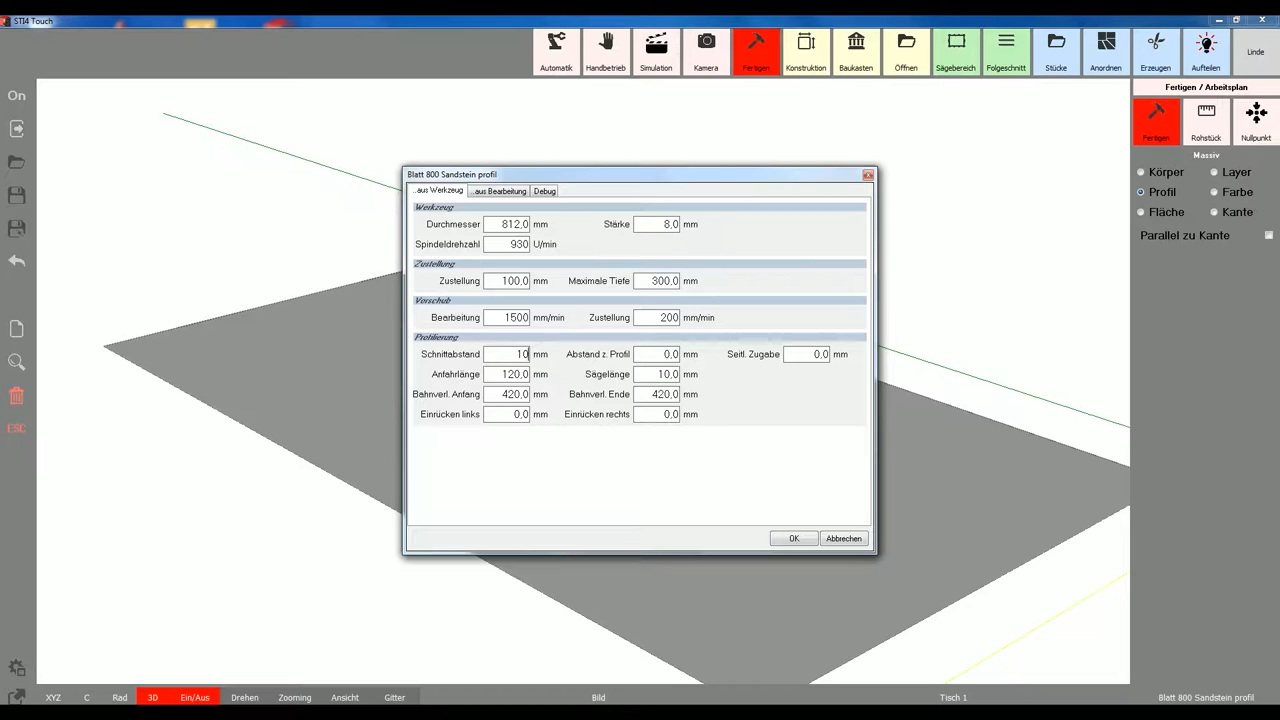 STI4 Touch
Automatik Handbetrieb Simulation Kamera Fertigen Konstruktion Baukasten Öffnen Sägebereich Folgeschnitt Stücke Anordnen Erzeugen Aufteilen Linde
Fertigen / Arbeitsplan
On
Fertigen Rohstück Nullpunkt
Massiv
Körper Layer
Profil Farbe
Fläche Kante
Parallel zu Kante
Blatt 800 Sandstein profil
..aus Werkzeug ..aus Bearbeitung Debug
Werkzeug
Durchmesser 812,0 mm Stärke 8,0 mm
Spindeldrehzahl 930 U/min
Zustellung
Zustellung 100,0 mm Maximale Tiefe 300,0 mm
Vorschub
Bearbeitung 1500 mm/min Zustellung 200 mm/min
Profilierung
Schnittabstand 10 mm Abstand z. Profil 0,0 mm Seitl. Zugabe 0,0 mm
Anfahrlänge 120,0 mm Sägelänge 10,0 mm
Bahnverl. Anfang 420,0 mm Bahnverl. Ende 420,0 mm
Einrücken links 0,0 mm Einrücken rechts 0,0 mm
ESC
OK Abbrechen
XYZ C Rad 3D Ein/Aus Drehen Zooming Ansicht Gitter Bild Tisch 1 Blatt 800 Sandstein profil